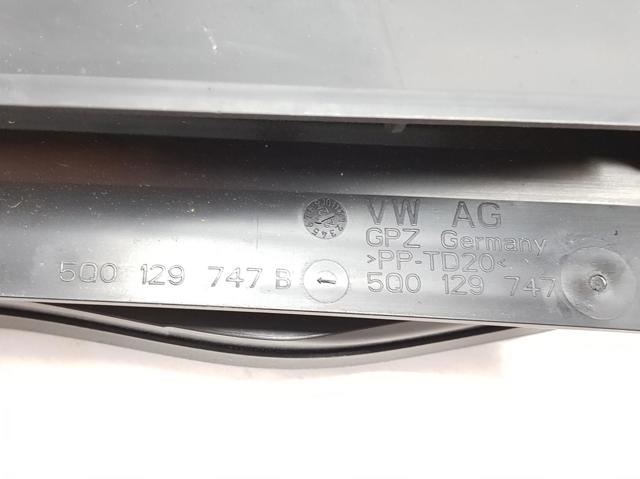 VW AG
GPZ Germany
>PP-TD20<
5Q0 129 747 B
5Q0 129 747